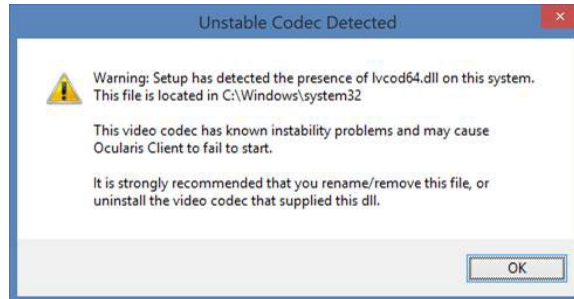 Unstable Codec Detected
Warning: Setup has detected the presence of lvcod64.dll on this system.
This file is located in C:\Windows\system32
This video codec has known instability problems and may cause
Ocularis Client to fail to start.
It is strongly recommended that you rename/remove this file, or
uninstall the video codec that supplied this dll.
OK